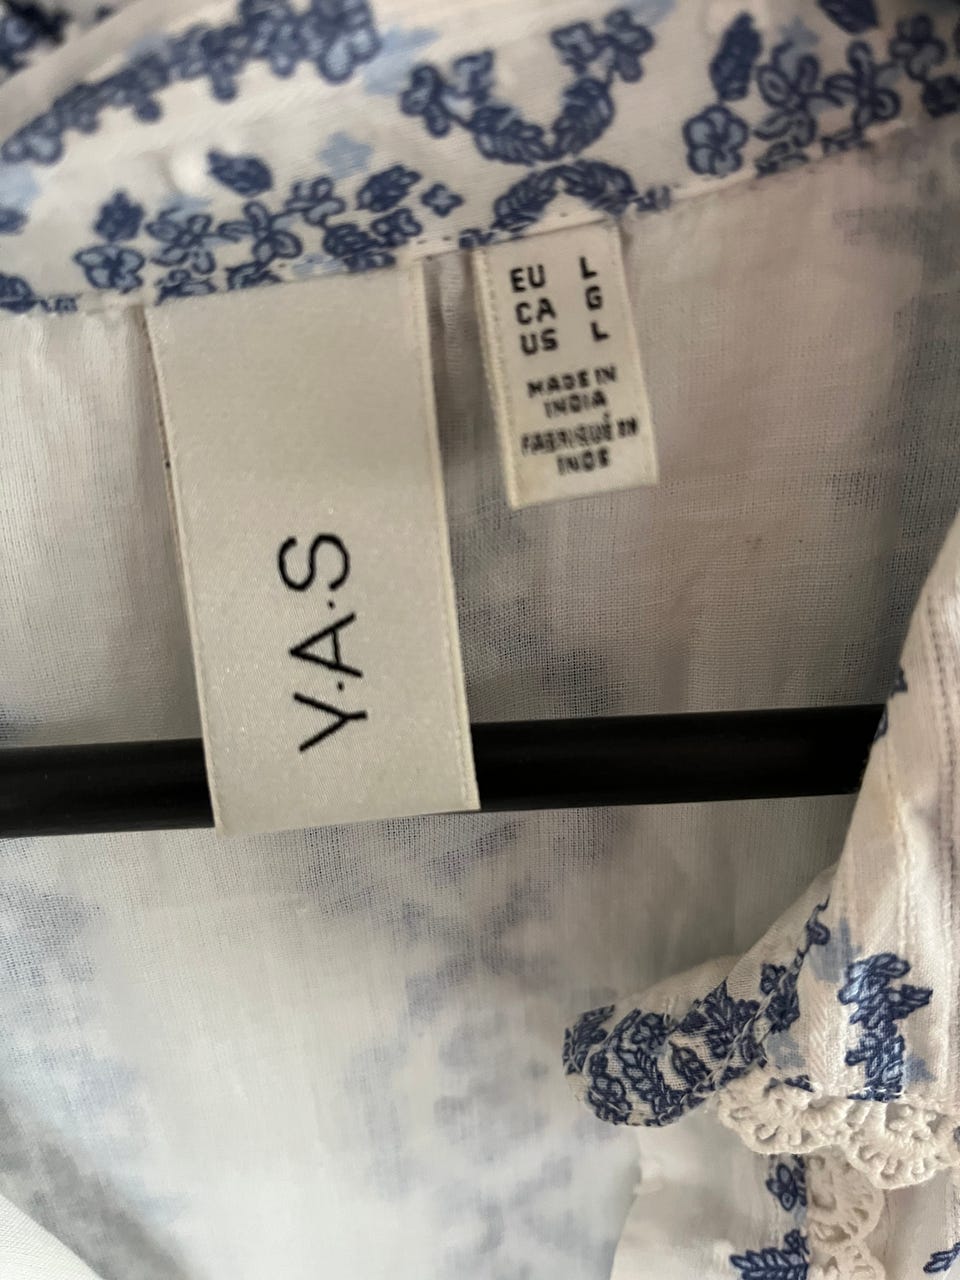 Y·A·S
EU L
CA G
US L
MADE IN
INDIA
FABRIQUÉ EN
INDE